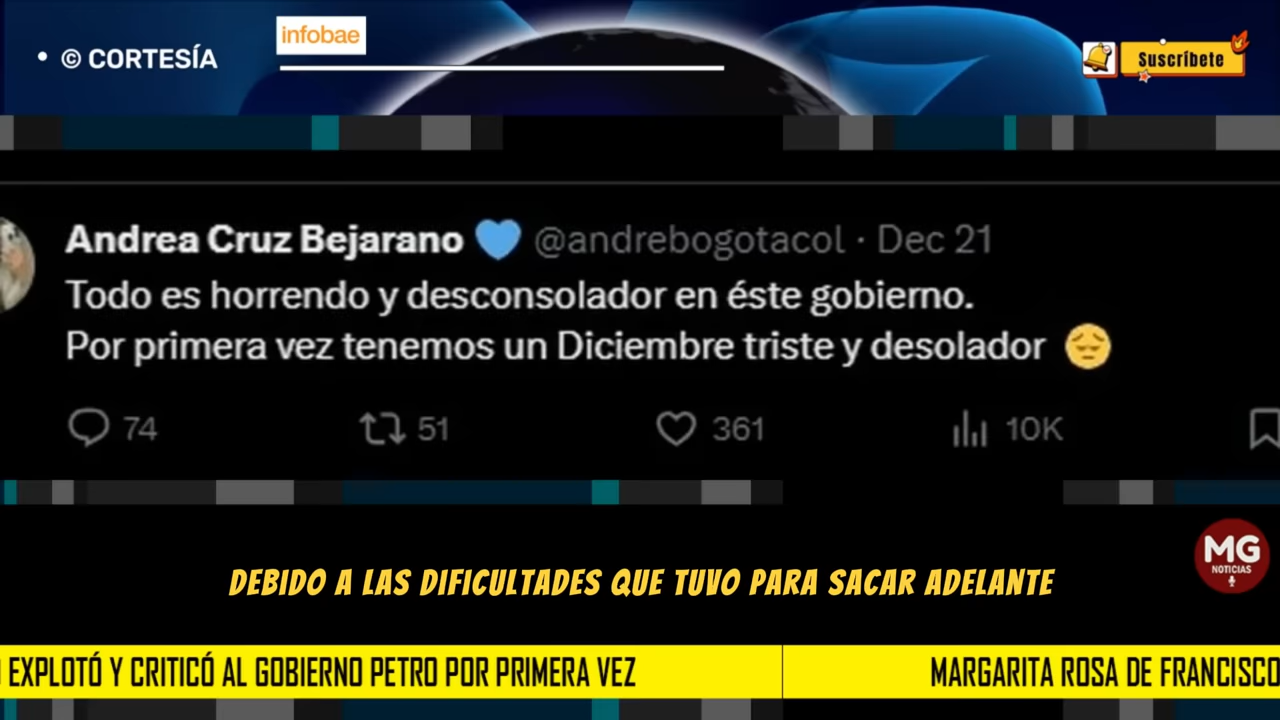 • © CORTESÍA
infobae
Suscríbete
Andrea Cruz Bejarano 💙 @andrebogotacol · Dec 21
Todo es horrendo y desconsolador en éste gobierno.
Por primera vez tenemos un Diciembre triste y desolador 😔
74 51 361 10K
MG
NOTICIAS
DEBIDO A LAS DIFICULTADES QUE TUVO PARA SACAR ADELANTE
EXPLOTÓ Y CRITICÓ AL GOBIERNO PETRO POR PRIMERA VEZ
MARGARITA ROSA DE FRANCISCO